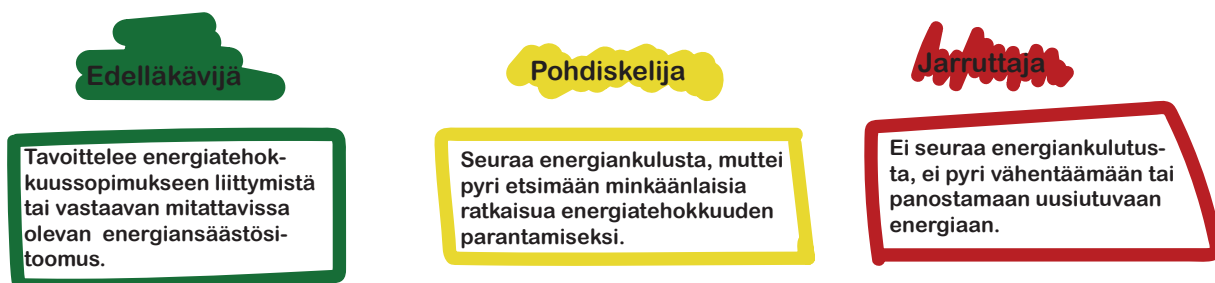 Edelläkävijä
Tavoittelee energiatehok-
kuussopimukseen liittymistä
tai vastaavan mitattavissa
olevan energiansäästösi-
toomus.
Pohdiskelija
Seuraa energiankulusta, muttei
pyri etsimään minkäänlaisia
ratkaisua energiatehokkuuden
parantamiseksi.
Jarruttaja
Ei seuraa energiankulutus-
ta, ei pyri vähentäämään tai
panostamaan uusiutuvaan
energiaan.